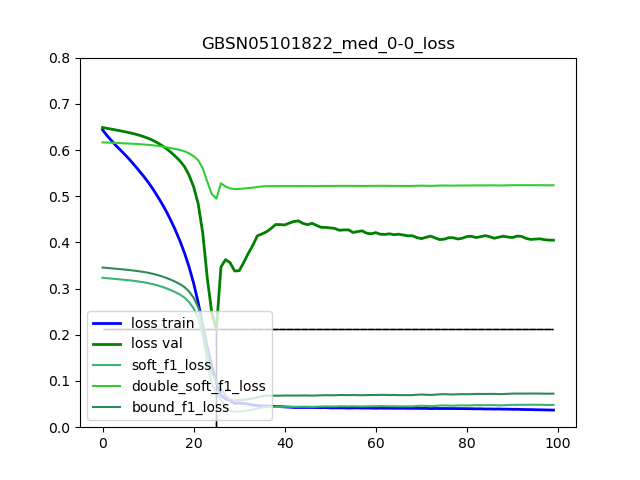 GBSN05101822_med_0-0_loss
0.8
0.7
0.6
0.5
0.4
0.3
0.2
0.1
0.0
loss train
loss val
soft_f1_loss
double_soft_f1_loss
bound_f1_loss
0 20 40 60 80 100